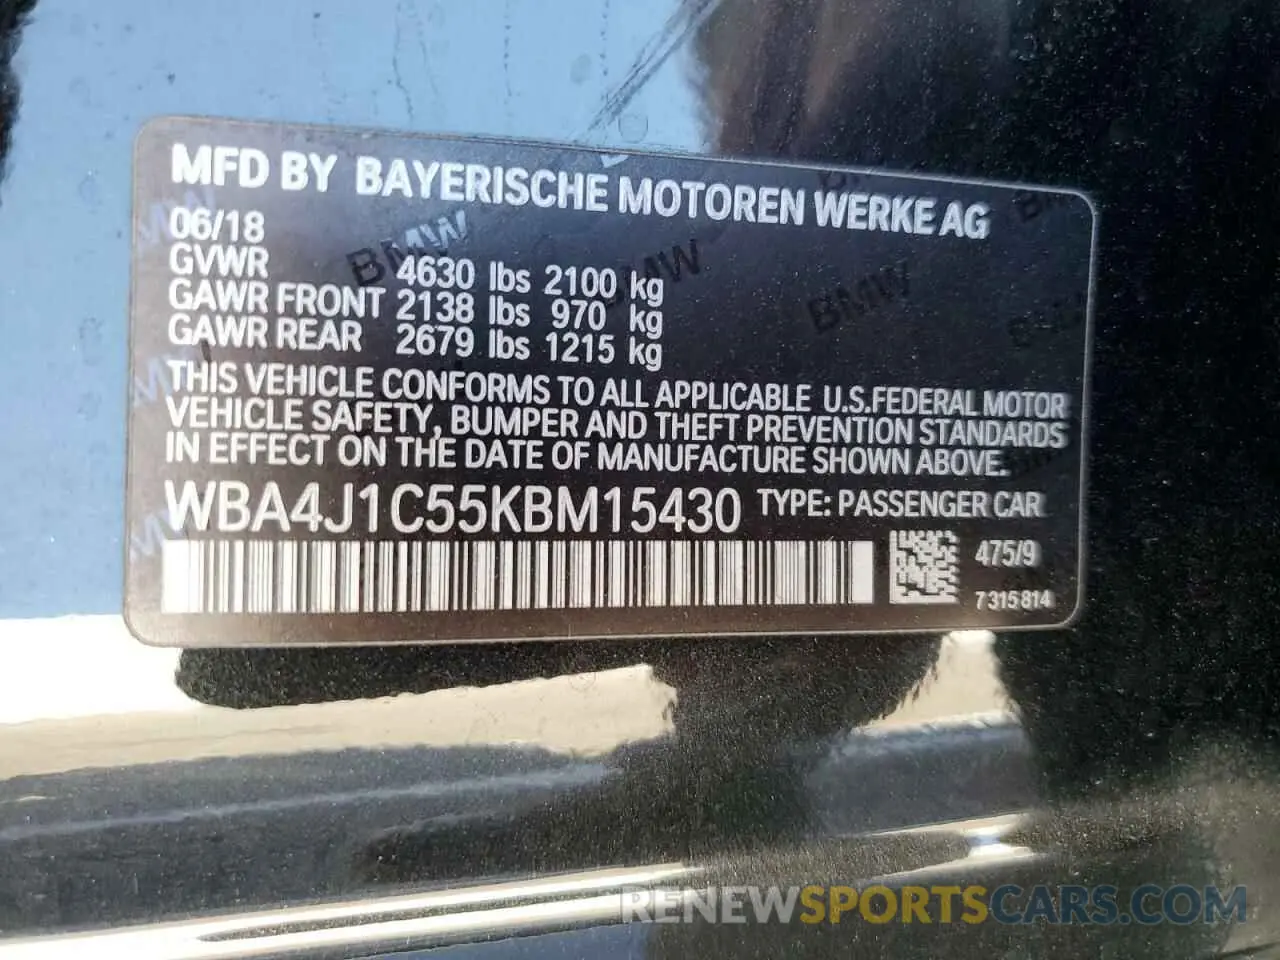 MFD BY BAYERISCHE MOTOREN WERKE AG
06/18
GVWR 4630 lbs 2100 kg
GAWR FRONT 2138 lbs 970 kg
GAWR REAR 2679 lbs 1215 kg
THIS VEHICLE CONFORMS TO ALL APPLICABLE U.S.FEDERAL MOTOR
VEHICLE SAFETY, BUMPER AND THEFT PREVENTION STANDARDS
IN EFFECT ON THE DATE OF MANUFACTURE SHOWN ABOVE.
WBA4J1C55KBM15430 TYPE: PASSENGER CAR
475/9
7 315 814
BMW
BMW
BMW
RENEWSPORTSCARS.COM